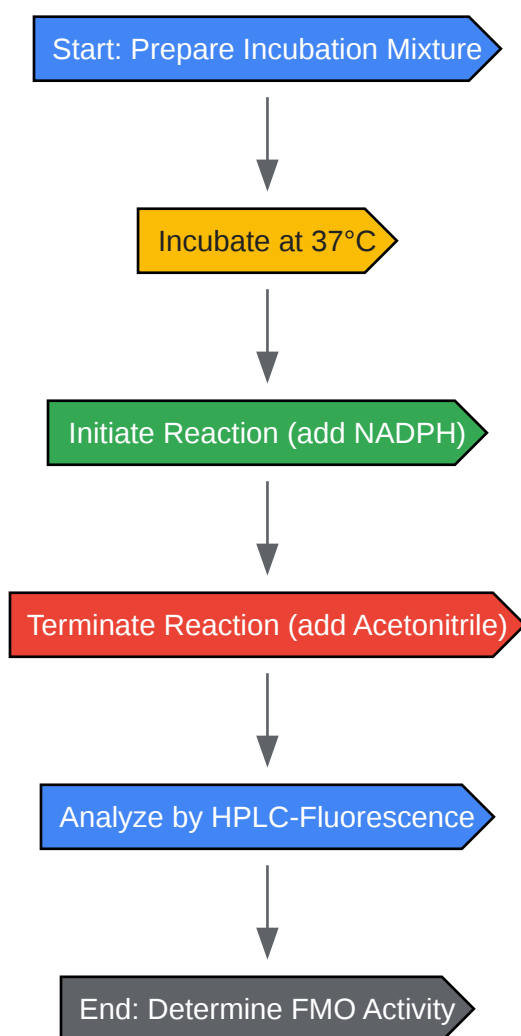 Start: Prepare Incubation Mixture
Incubate at 37°C
Initiate Reaction (add NADPH)
Terminate Reaction (add Acetonitrile)
Analyze by HPLC-Fluorescence
End: Determine FMO Activity